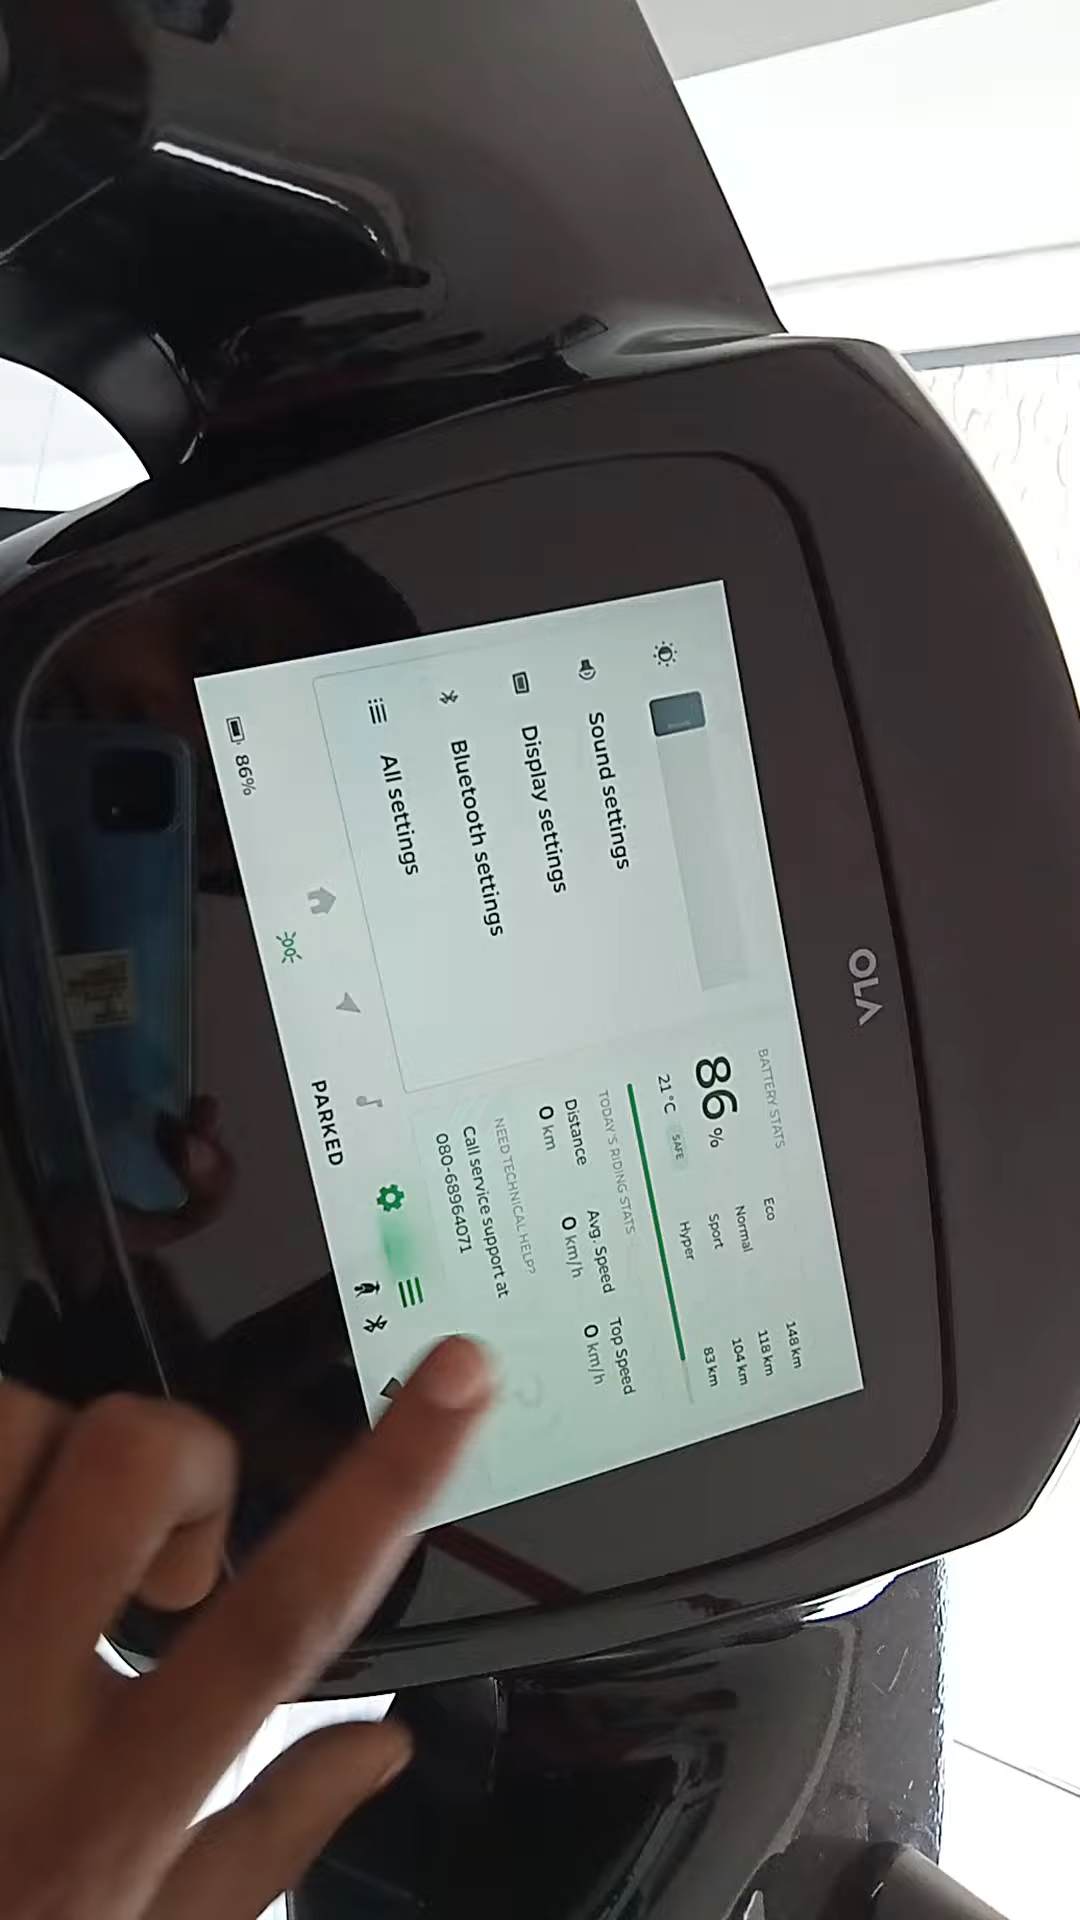 OLA
Sound settings
Display settings
Bluetooth settings
All settings
BATTERY STATS
86 %
21°C SAFE
Eco 148 km
Normal 118 km
Sport 104 km
Hyper 83 km
TODAY'S RIDING STATS
Distance Avg. Speed Top Speed
0 km 0 km/h 0 km/h
NEED TECHNICAL HELP?
Call service support at
080-68964071
86%
PARKED